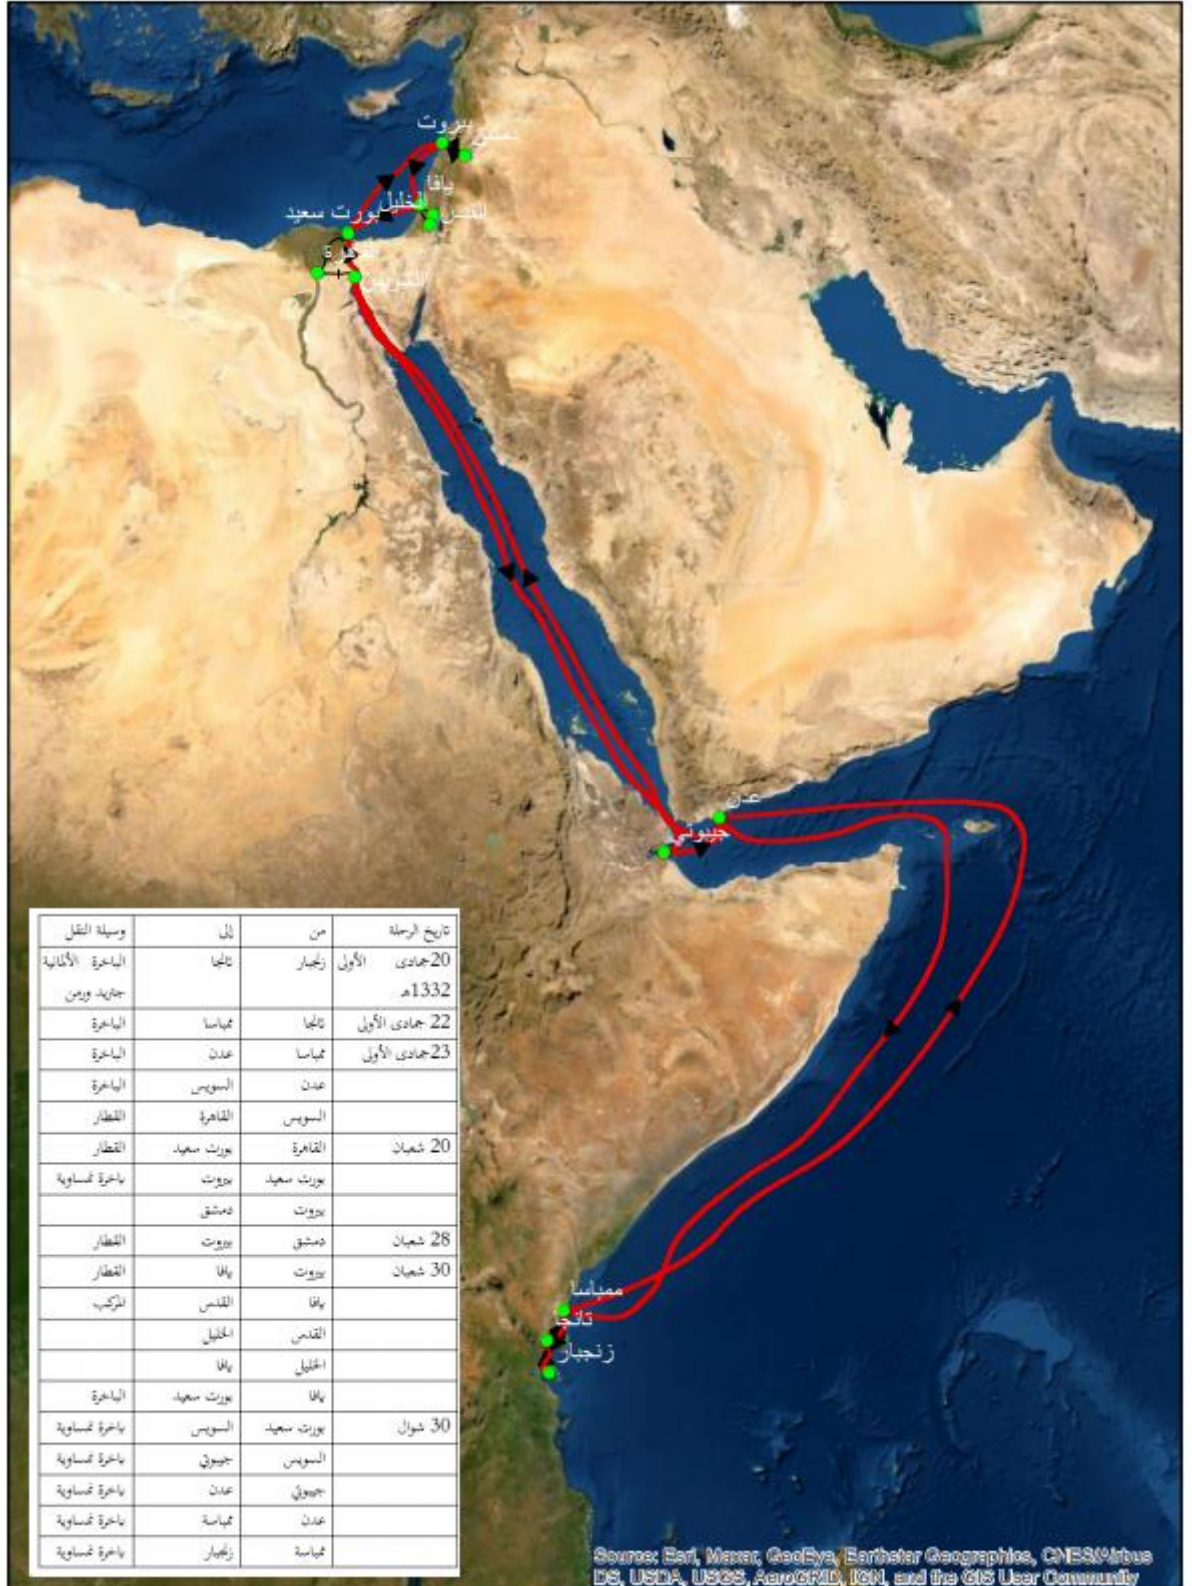 بيروت
دمشق
يافا
الخليل
القدس
بورت سعيد
القاهرة
السويس
عدن
جيبوتي
ممباسا
تانجا
زنجبار
تاريخ الرحلة من إلى وسيلة النقل
20جمادى الأولى زنجبار تانجا الباخرة الألمانية
1332هـ جنريد ورمن
22 جمادى الأولى تانجا ممباسا الباخرة
23جمادى الأولى ممباسا عدن الباخرة
عدن السويس الباخرة
السويس القاهرة القطار
20 شعبان القاهرة بورت سعيد القطار
بورت سعيد بيروت باخرة نمساوية
بيروت دمشق
28 شعبان دمشق بيروت القطار
30 شعبان بيروت يافا القطار
يافا القدس المركب
القدس الخليل
الخليل يافا
يافا بورت سعيد الباخرة
30 شوال بورت سعيد السويس باخرة نمساوية
السويس جيبوتي باخرة نمساوية
جيبوتي عدن باخرة نمساوية
عدن ممباسة باخرة نمساوية
ممباسة زنجبار باخرة نمساوية
Source: Esri, Maxar, GeoEye, Earthstar Geographics, CNES/Airbus
DS, USDA, USGS, AeroGRID, IGN, and the GIS User Community